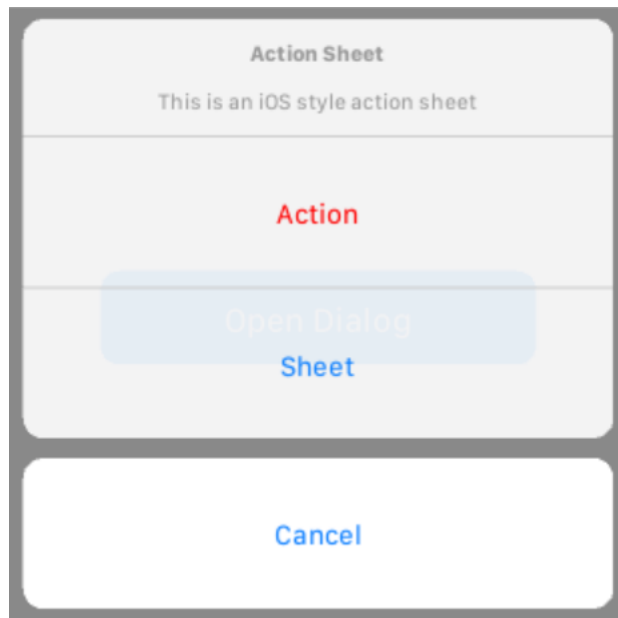 Action Sheet
This is an iOS style action sheet
Action
Open Dialog
Sheet
Cancel